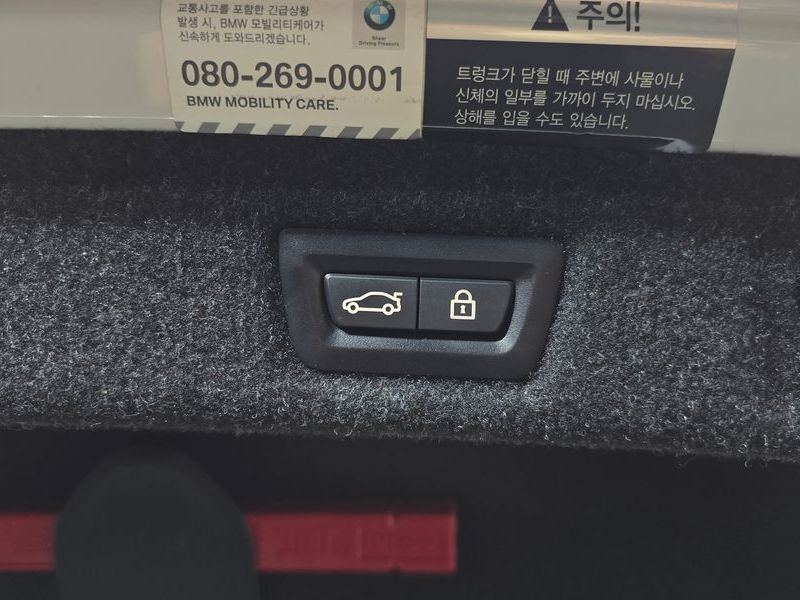 교통사고를 포함한 긴급상황
발생 시, BMW 모빌리티케어가
신속하게 도와드리겠습니다.
BMW
Sheer
Driving Pleasure
080-269-0001
BMW MOBILITY CARE.
주의!
트렁크가 닫힐 때 주변에 사물이나
신체의 일부를 가까이 두지 마십시오.
상해를 입을 수도 있습니다.